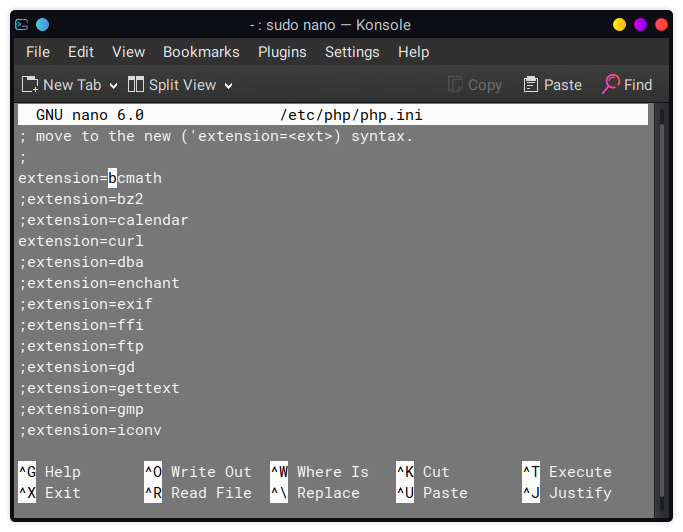 - : sudo nano — Konsole
File Edit View Bookmarks Plugins Settings Help
New Tab Split View Copy Paste Find
GNU nano 6.0 /etc/php/php.ini
; move to the new ('extension=<ext>) syntax.
;
extension=bcmath
;extension=bz2
;extension=calendar
extension=curl
;extension=dba
;extension=enchant
;extension=exif
;extension=ffi
;extension=ftp
;extension=gd
;extension=gettext
;extension=gmp
;extension=iconv
^G Help ^O Write Out ^W Where Is ^K Cut ^T Execute
^X Exit ^R Read File ^\ Replace ^U Paste ^J Justify